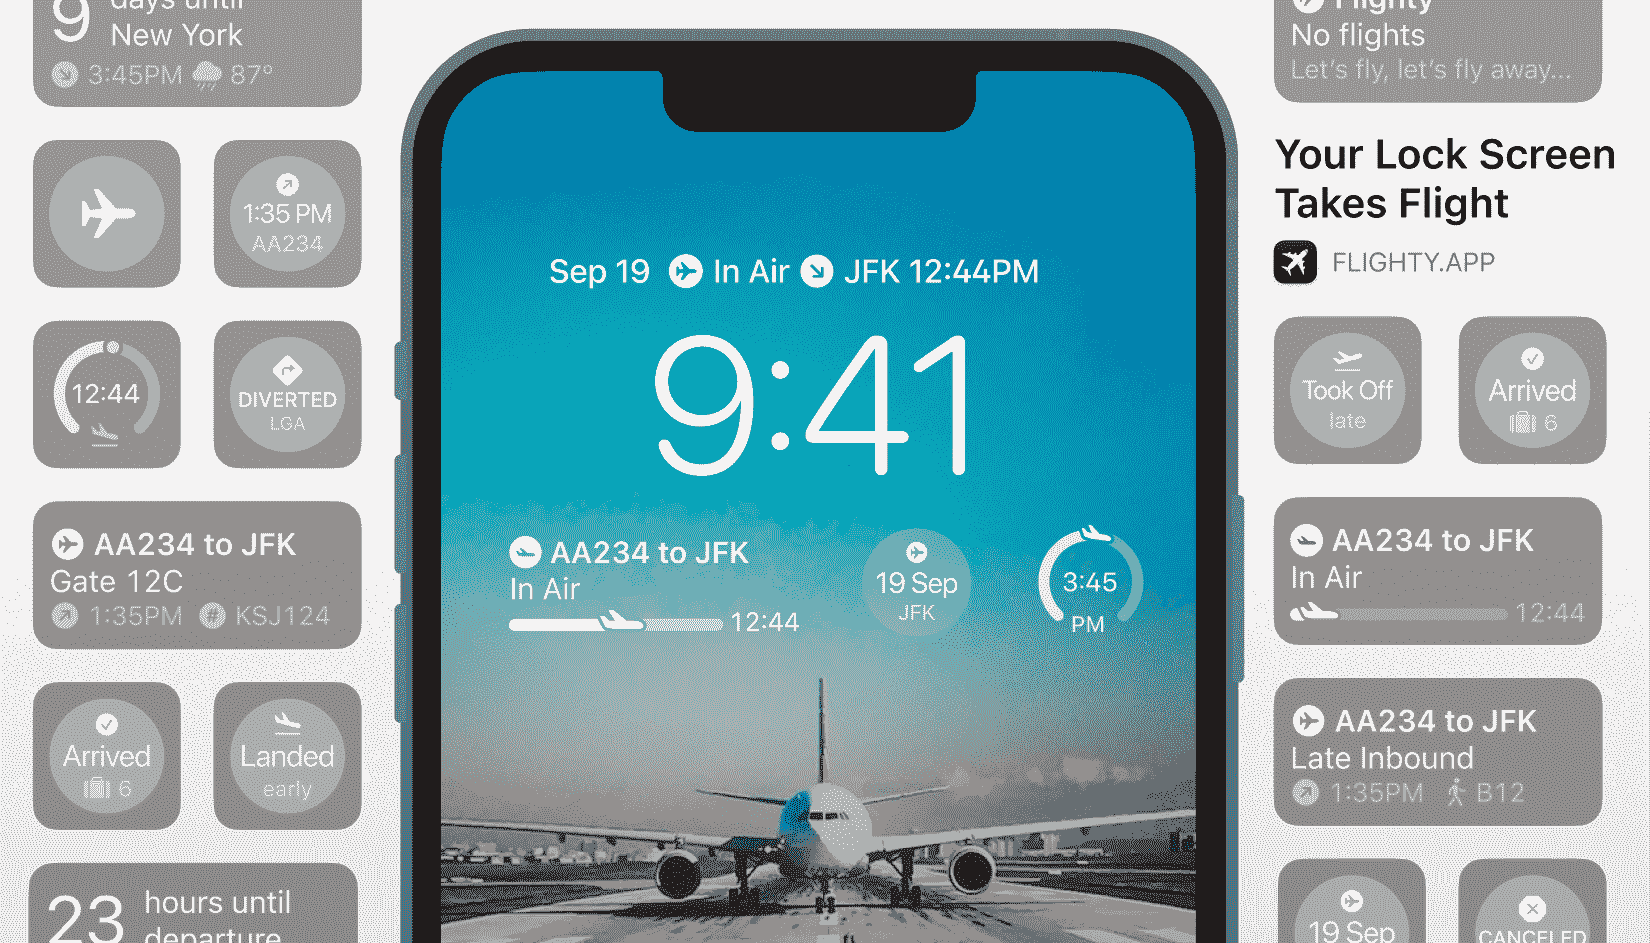 9 days until
New York
3:45PM 87°
1:35 PM
AA234
12:44
DIVERTED
LGA
AA234 to JFK
Gate 12C
1:35PM # KSJ124
Arrived
6
Landed
early
23 hours until
departure
Sep 19 In Air JFK 12:44PM
9:41
AA234 to JFK
In Air
12:44
19 Sep
JFK
3:45
PM
Flighty
No flights
Let's fly, let's fly away...
Your Lock Screen
Takes Flight
FLIGHTY.APP
Took Off
late
Arrived
6
AA234 to JFK
In Air
12:44
AA234 to JFK
Late Inbound
1:35PM B12
19 Sep
CANCELED